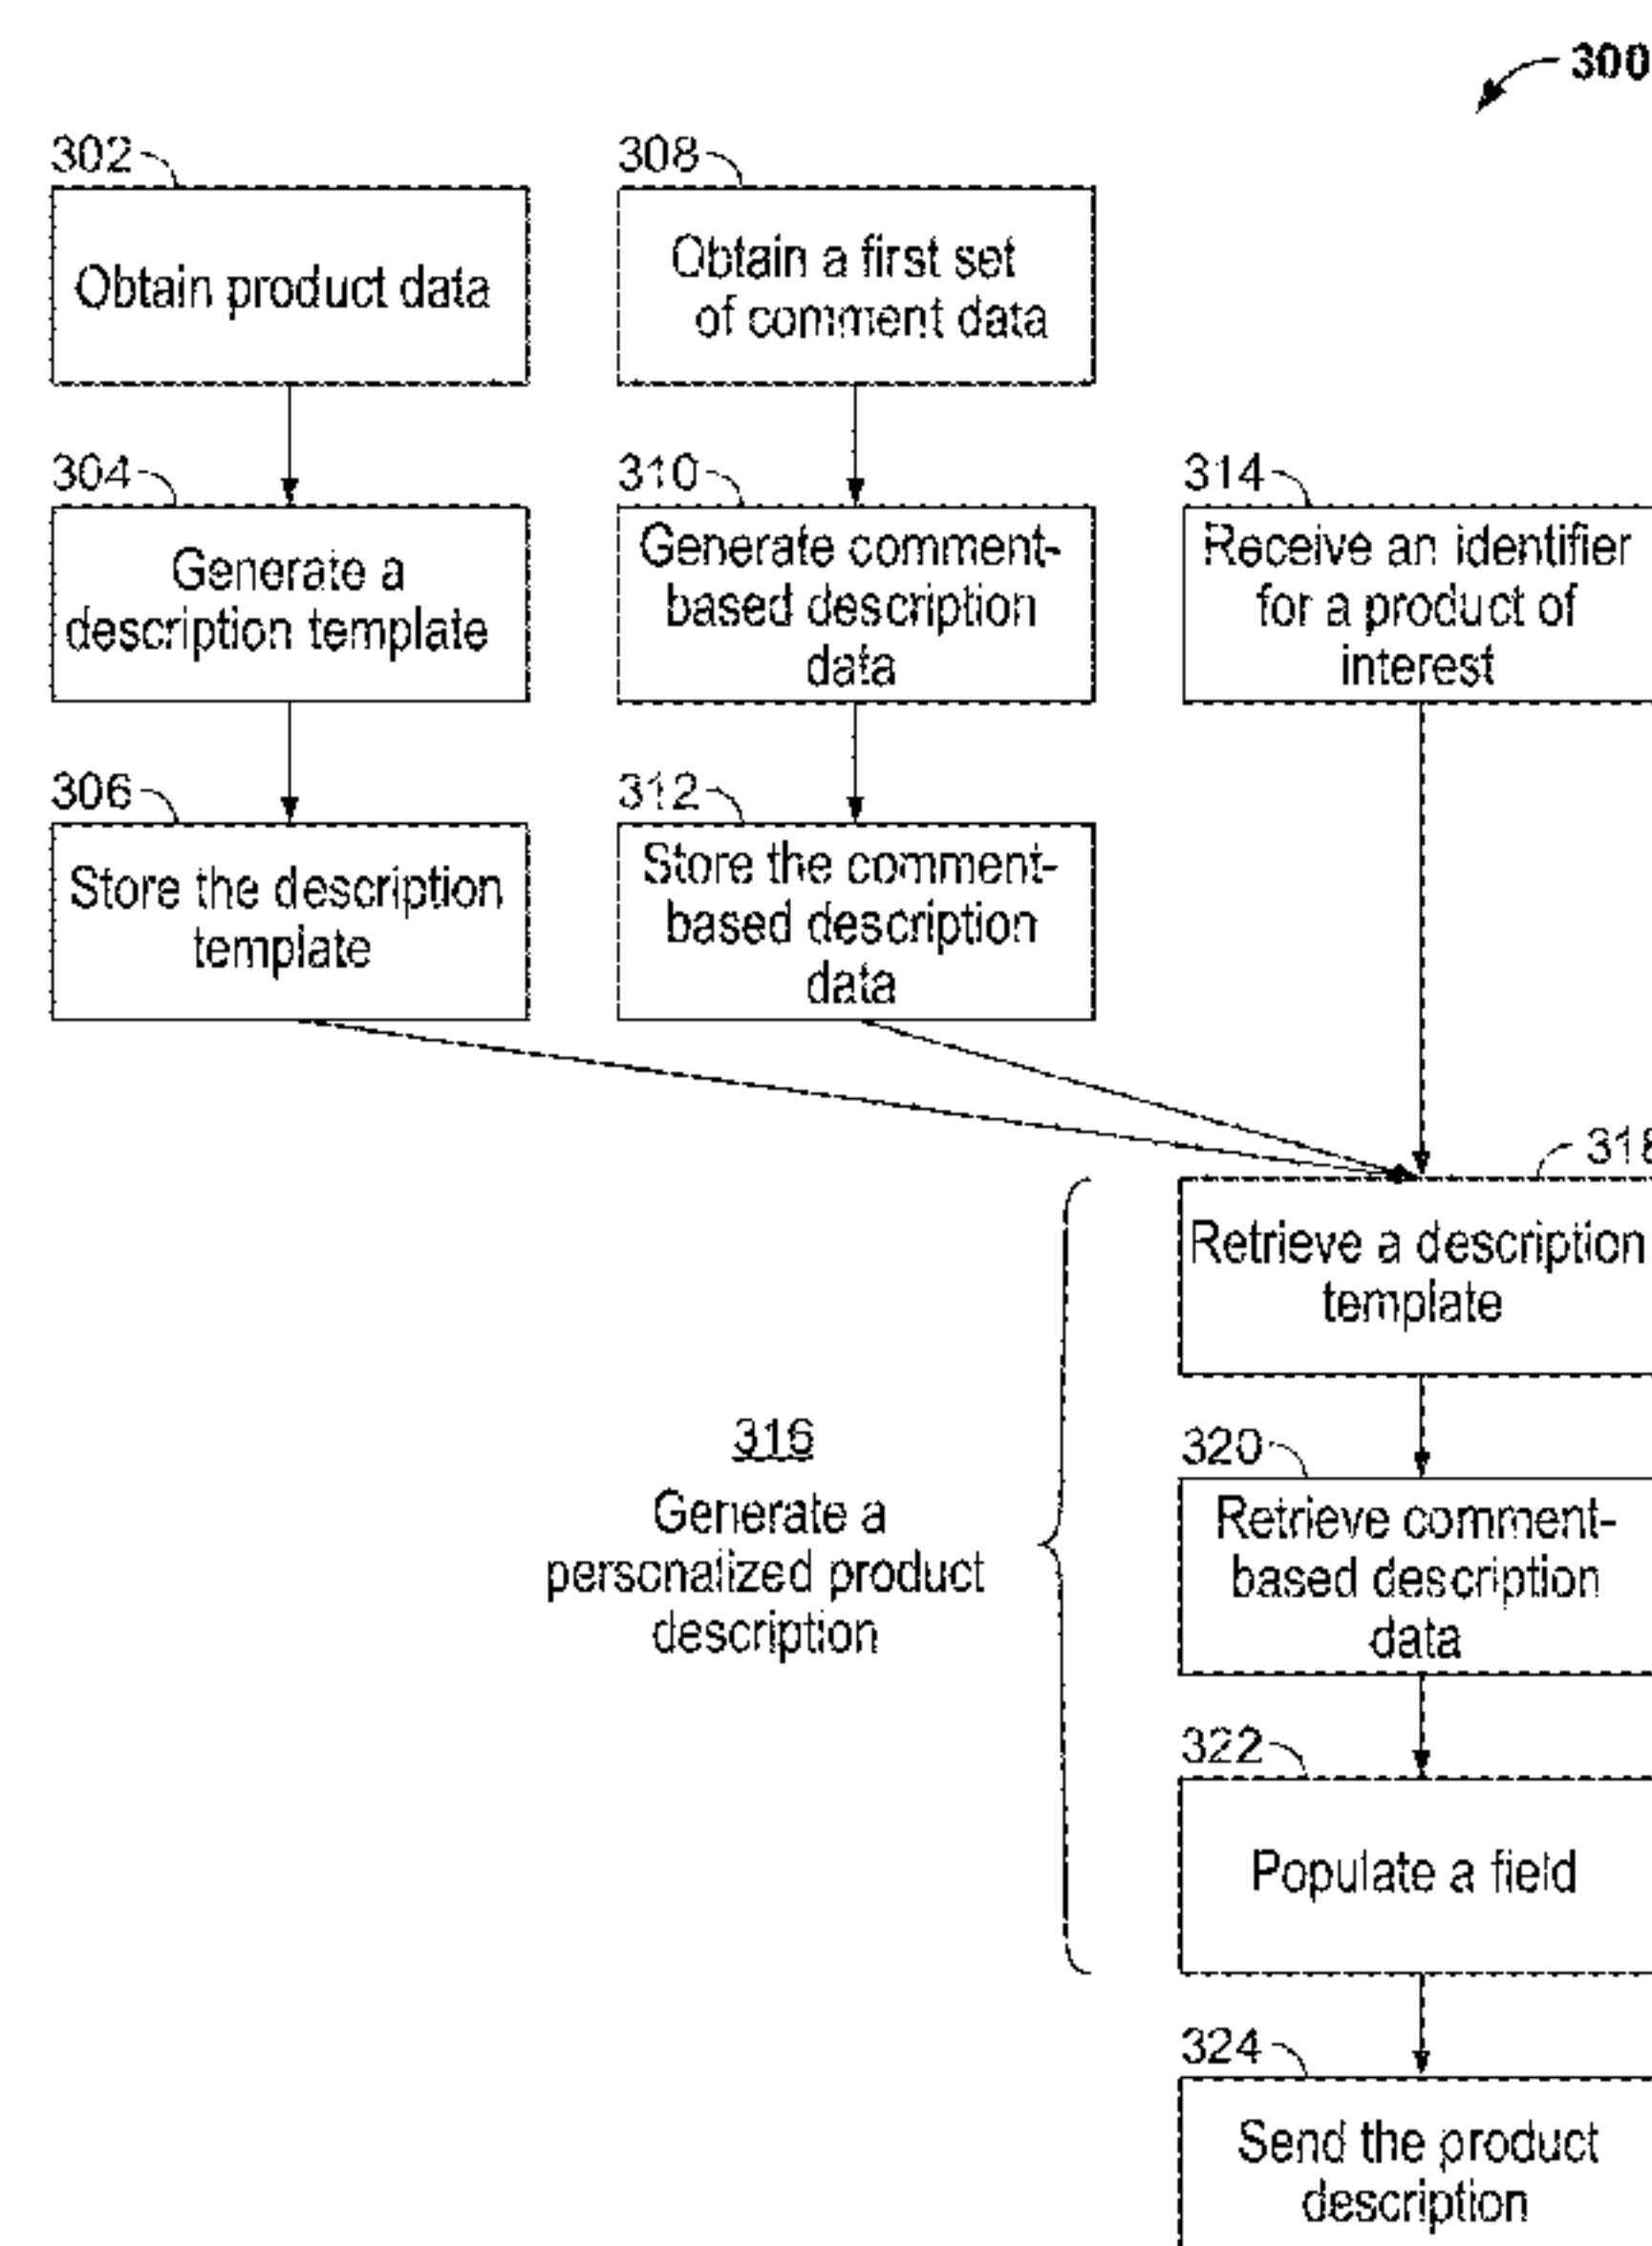 300
302
Obtain product data
308
Obtain a first set
of comment data
304
Generate a
description template
310
Generate comment-
based description
data
314
Receive an identifier
for a product of
interest
306
Store the description
template
312
Store the comment-
based description
data
318
Retrieve a description
template
316
Generate a
personalized product
description
320
Retrieve comment-
based description
data
322
Populate a field
324
Send the product
description